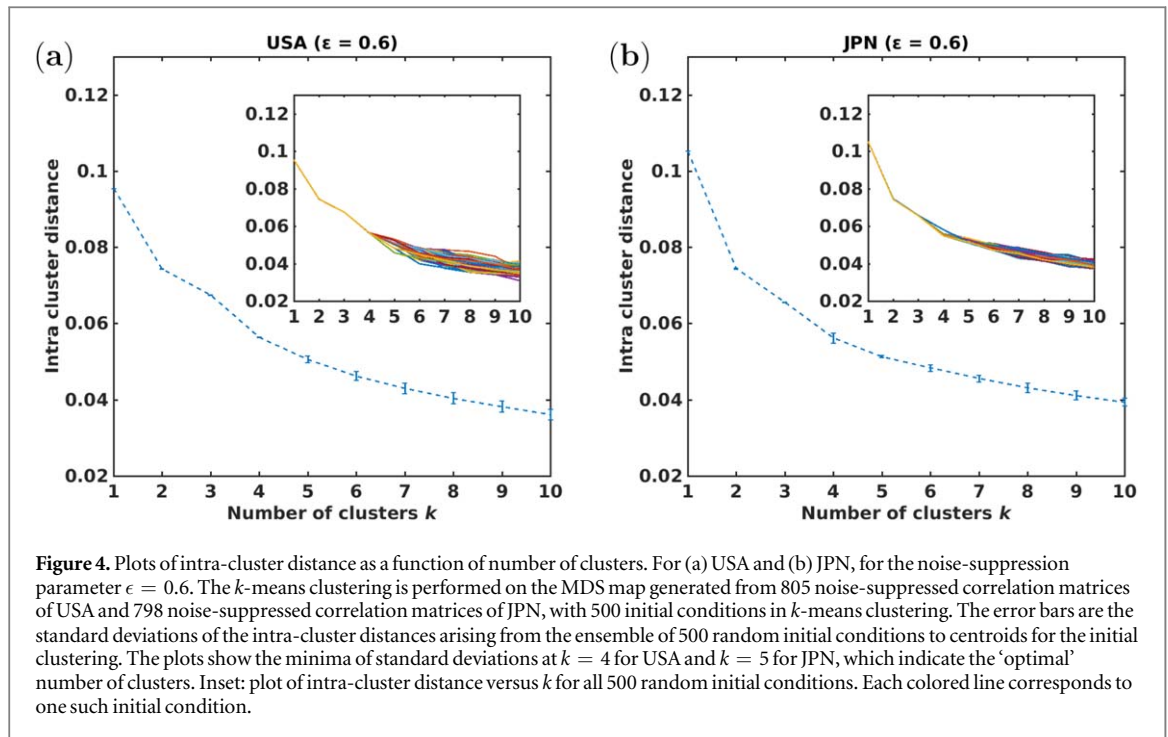 (a)
USA (ε = 0.6)
0.12
0.1
0.08
0.06
0.04
0.02
Intra cluster distance
1 2 3 4 5 6 7 8 9 10
Number of clusters k
0.12
0.1
0.08
0.06
0.04
0.02
1 2 3 4 5 6 7 8 9 10
(b)
JPN (ε = 0.6)
0.12
0.1
0.08
0.06
0.04
0.02
Intra cluster distance
1 2 3 4 5 6 7 8 9 10
Number of clusters k
0.12
0.1
0.08
0.06
0.04
0.02
1 2 3 4 5 6 7 8 9 10
Figure 4. Plots of intra-cluster distance as a function of number of clusters. For (a) USA and (b) JPN, for the noise-suppression
parameter ϵ = 0.6. The k-means clustering is performed on the MDS map generated from 805 noise-suppressed correlation matrices
of USA and 798 noise-suppressed correlation matrices of JPN, with 500 initial conditions in k-means clustering. The error bars are the
standard deviations of the intra-cluster distances arising from the ensemble of 500 random initial conditions to centroids for the initial
clustering. The plots show the minima of standard deviations at k = 4 for USA and k = 5 for JPN, which indicate the ‘optimal’
number of clusters. Inset: plot of intra-cluster distance versus k for all 500 random initial conditions. Each colored line corresponds to
one such initial condition.